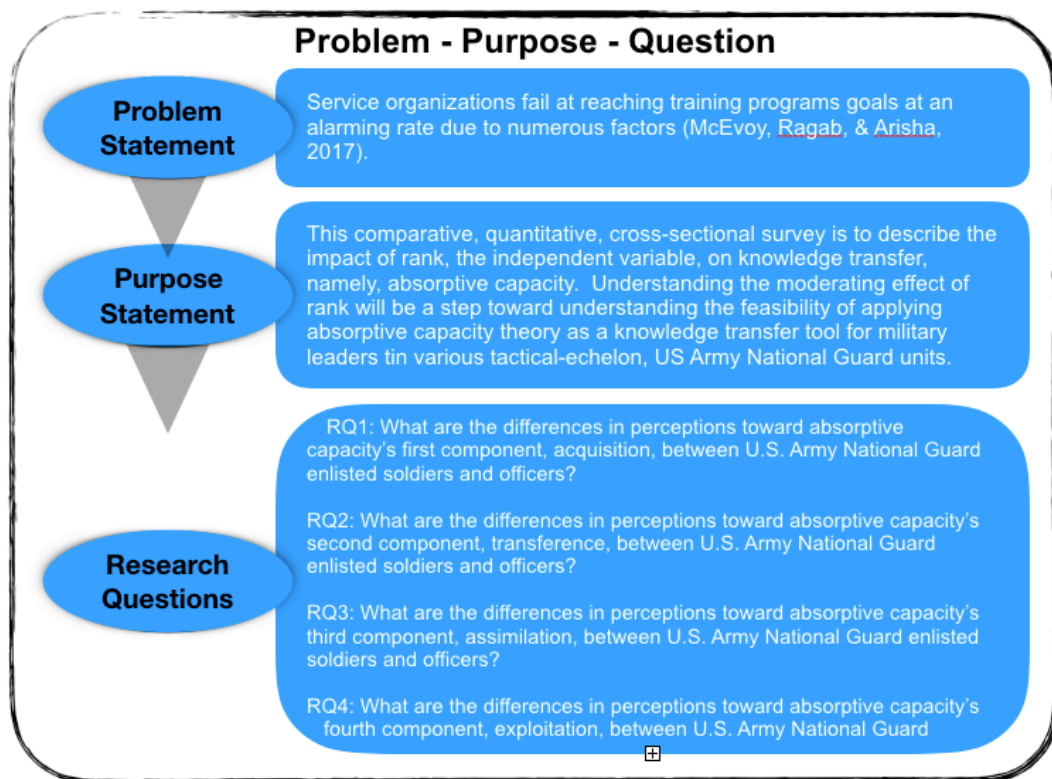 Problem - Purpose - Question
Problem
Statement
Service organizations fail at reaching training programs goals at an
alarming rate due to numerous factors (McEvoy, Ragab, & Arisha,
2017).
Purpose
Statement
This comparative, quantitative, cross-sectional survey is to describe the
impact of rank, the independent variable, on knowledge transfer,
namely, absorptive capacity.  Understanding the moderating effect of
rank will be a step toward understanding the feasibility of applying
absorptive capacity theory as a knowledge transfer tool for military
leaders tin various tactical-echelon, US Army National Guard units.
Research
Questions
RQ1: What are the differences in perceptions toward absorptive
capacity’s first component, acquisition, between U.S. Army National Guard
enlisted soldiers and officers?
RQ2: What are the differences in perceptions toward absorptive capacity’s
second component, transference, between U.S. Army National Guard
enlisted soldiers and officers?
RQ3: What are the differences in perceptions toward absorptive capacity’s
third component, assimilation, between U.S. Army National Guard enlisted
soldiers and officers?
RQ4: What are the differences in perceptions toward absorptive capacity’s
fourth component, exploitation, between U.S. Army National Guard